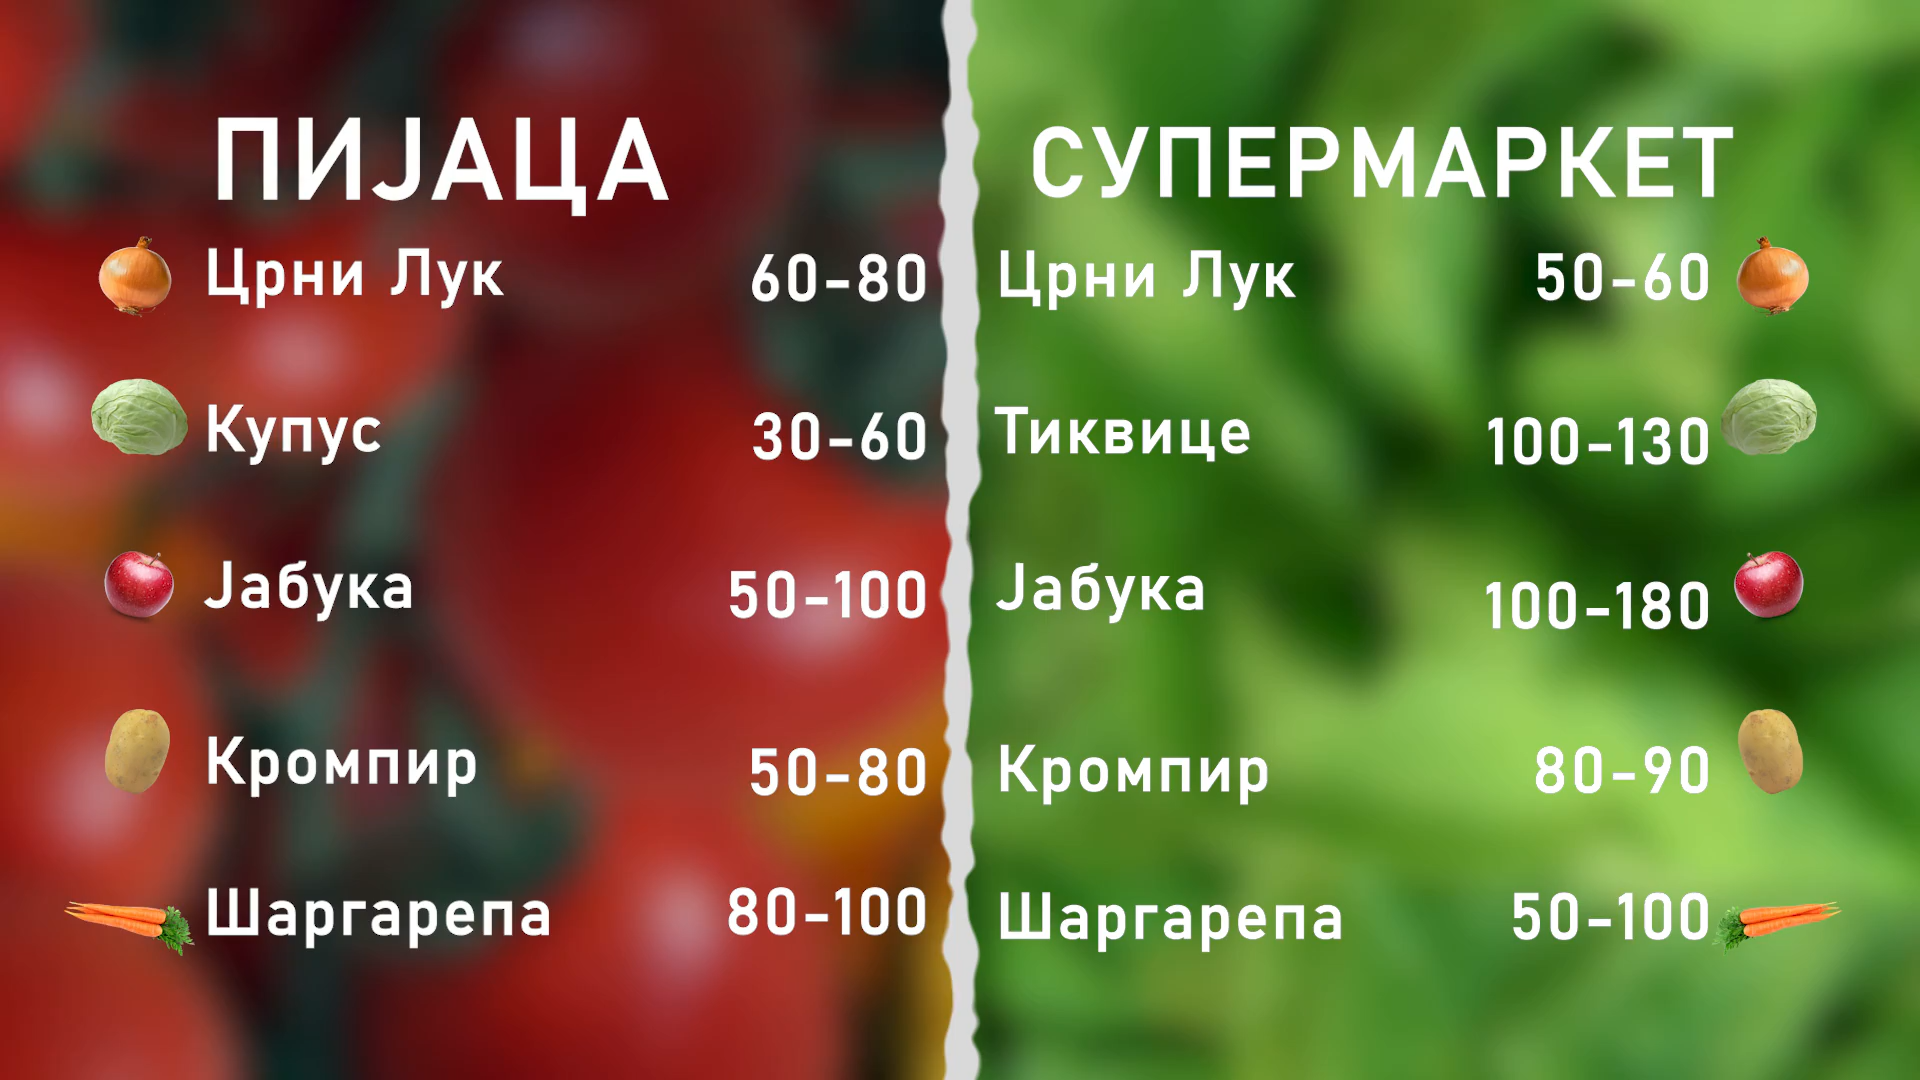 ПИЈАЦА
Црни Лук 60-80
Купус 30-60
Јабука 50-100
Кромпир 50-80
Шаргарепа 80-100
СУПЕРМАРКЕТ
Црни Лук 50-60
Тиквице 100-130
Јабука 100-180
Кромпир 80-90
Шаргарепа 50-100